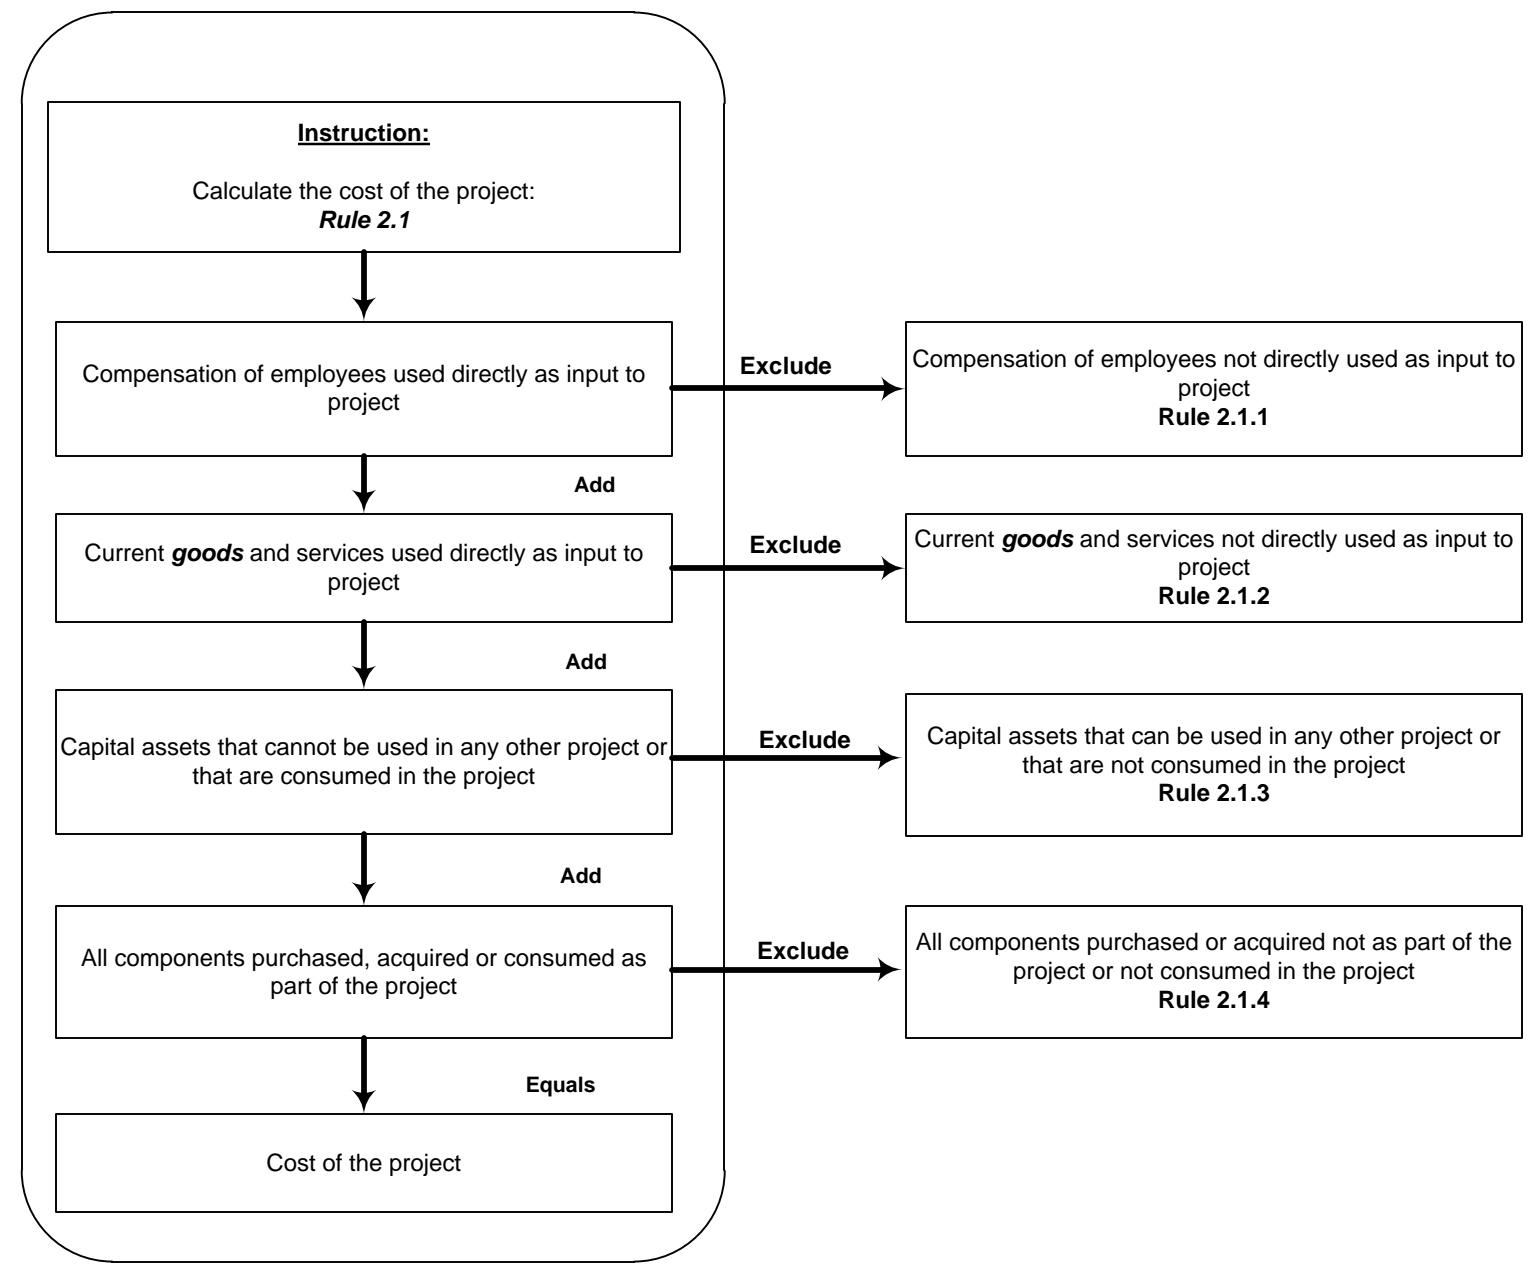 Instruction:
Calculate the cost of the project:
Rule 2.1
Compensation of employees used directly as input to
project
Exclude
Compensation of employees not directly used as input to
project
Rule 2.1.1
Add
Current goods and services used directly as input to
project
Exclude
Current goods and services not directly used as input to
project
Rule 2.1.2
Add
Capital assets that cannot be used in any other project or
that are consumed in the project
Exclude
Capital assets that can be used in any other project or
that are not consumed in the project
Rule 2.1.3
Add
All components purchased, acquired or consumed as
part of the project
Exclude
All components purchased or acquired not as part of the
project or not consumed in the project
Rule 2.1.4
Equals
Cost of the project